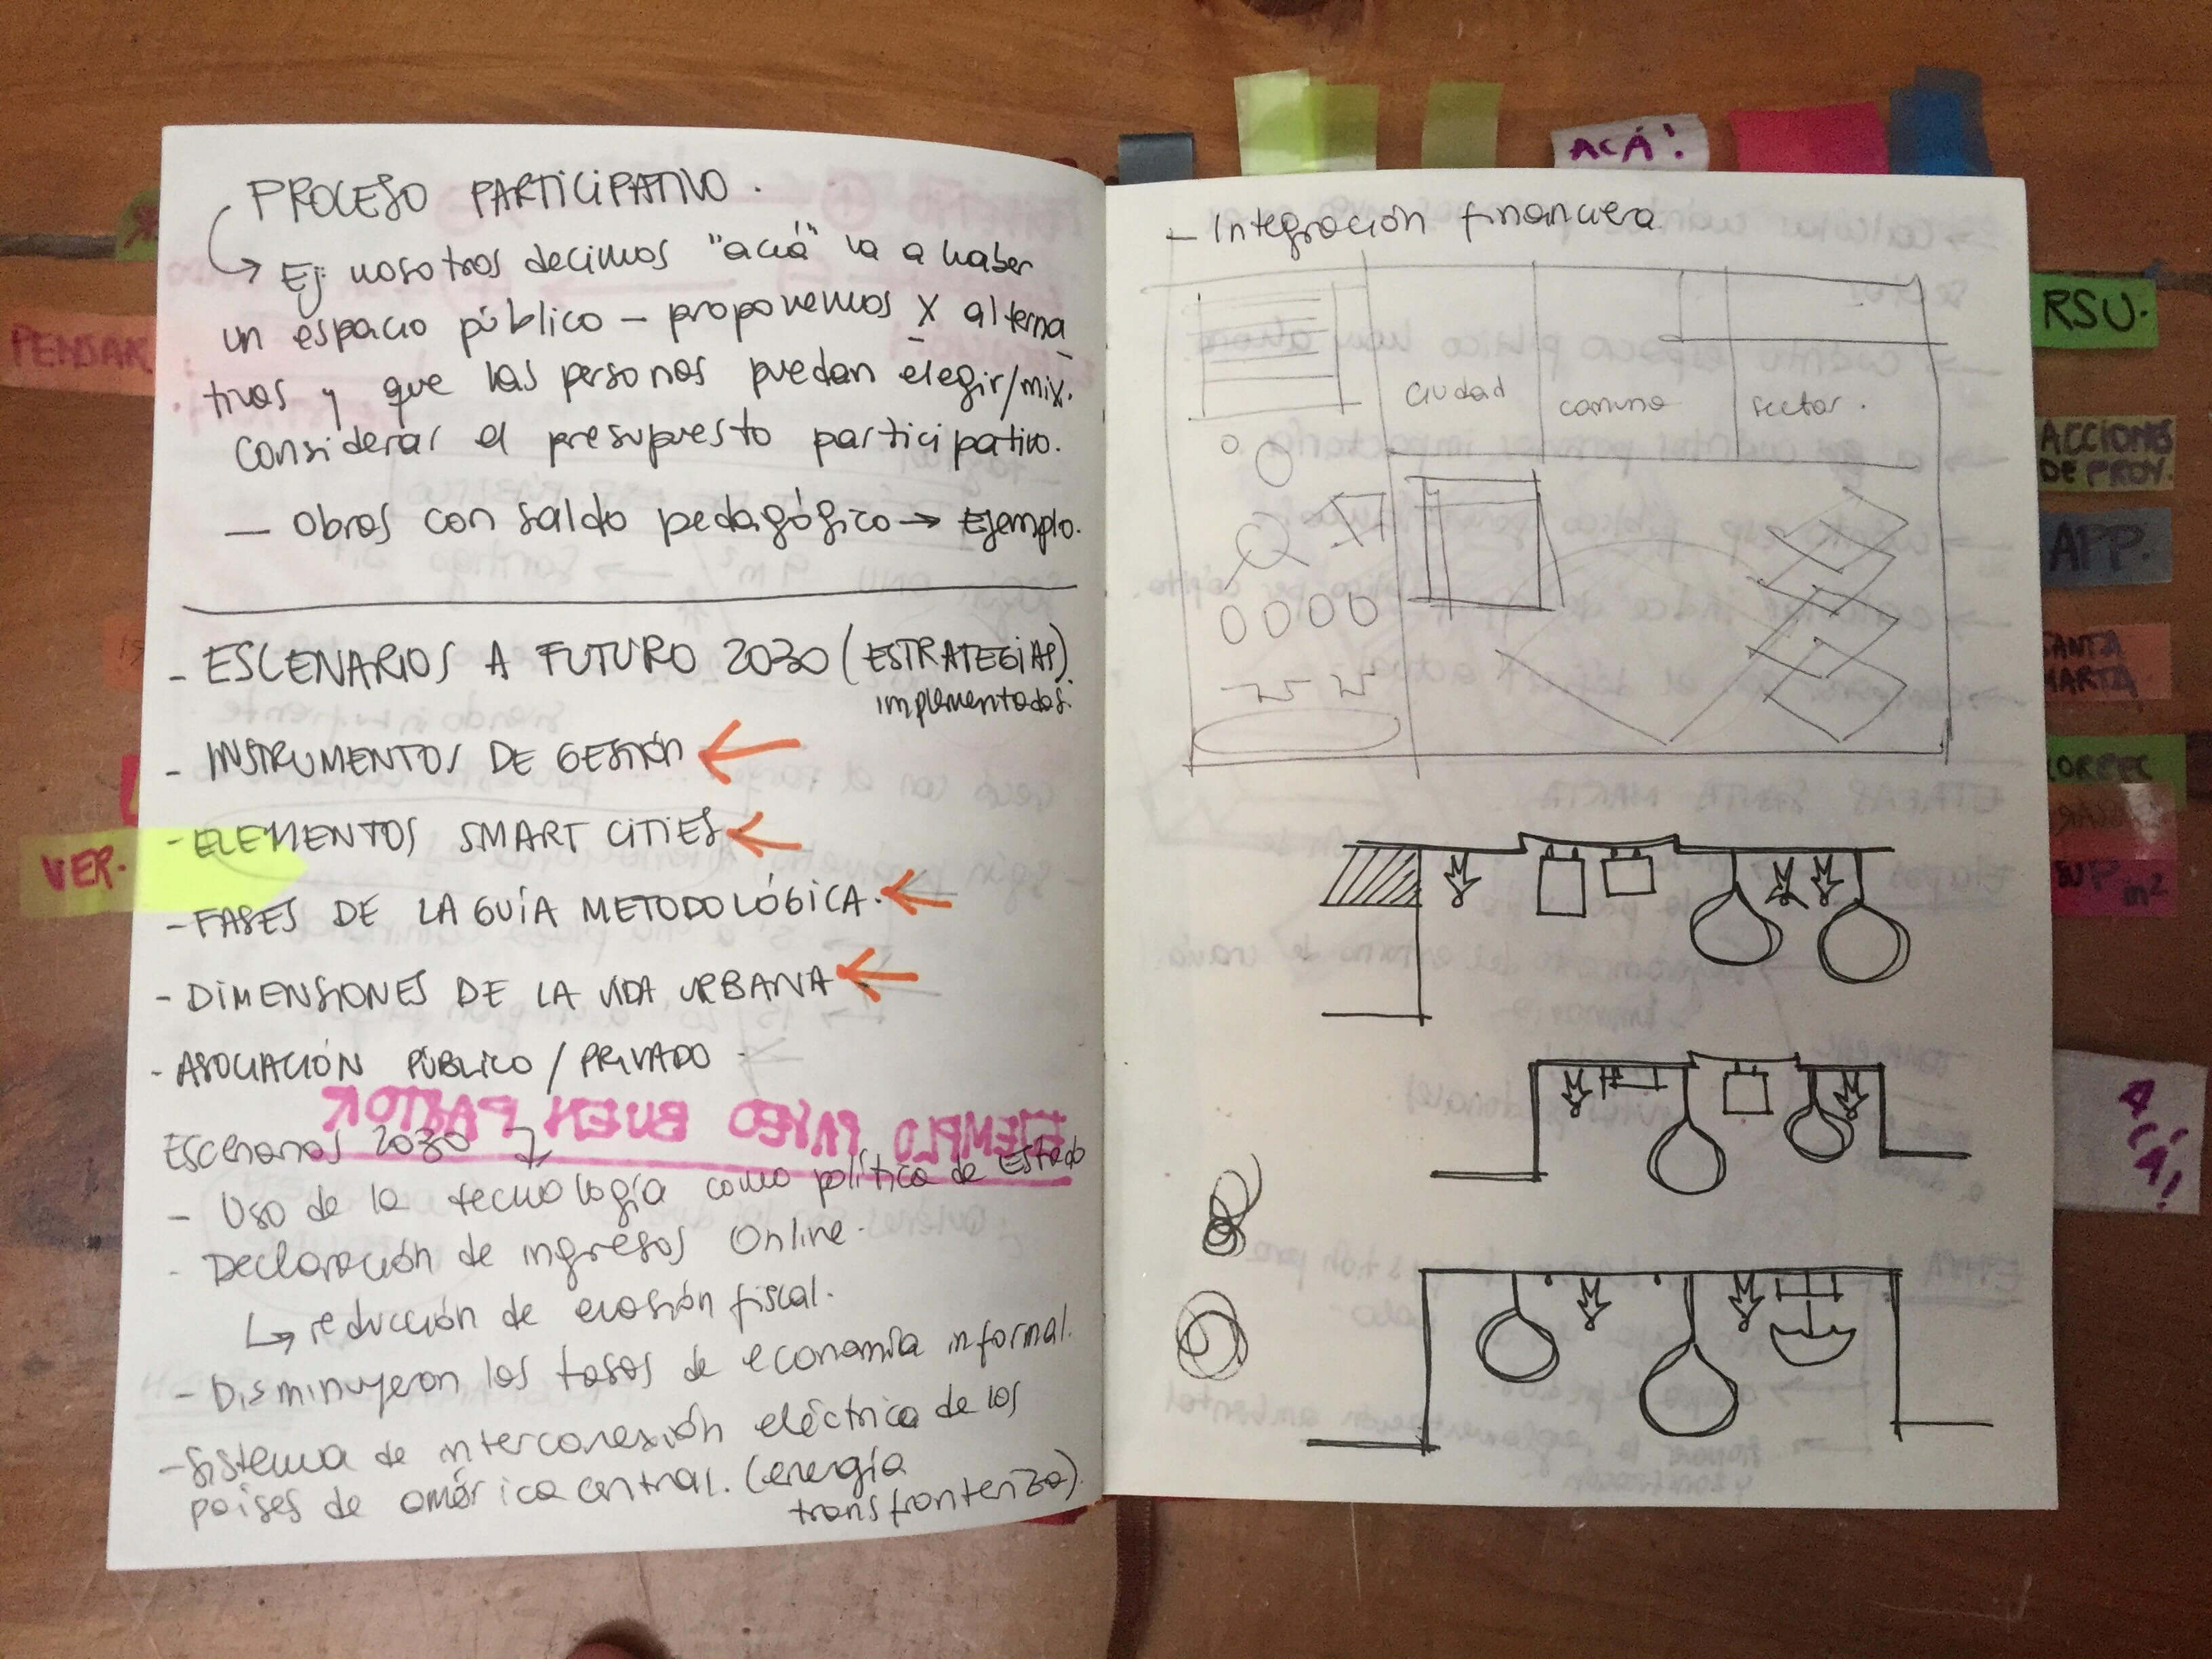 PROCESO PARTICIPATIVO.
Ej: nosotros decimos "acá" va a haber
un espacio público – proponemos X alterna
tivas y que las personas puedan elegir/mix.
Considerar el presupuesto participativo.
— Obras con saldo pedagógico → Ejemplo.
- ESCENARIOS A FUTURO 2030 (ESTRATEGIAS)
implementadas.
- INSTRUMENTOS DE GESTIÓN
- ELEMENTOS SMART CITIES
- FASES DE LA GUÍA METODOLÓGICA.
- DIMENSIONES DE LA VIDA URBANA
- ASOCIACIÓN PÚBLICO / PRIVADO
EJEMPLO PASEO BUEN PASTOR
Escenarios 2030
- Uso de la tecnología como política de Estado
- Declaración de ingresos Online.
↳ reducción de erosión fiscal.
- Disminuyeron las tasas de economía informal.
- Sistema de interconexión eléctrica de los
países de américa central. (energía
transfronteriza)
- Integración financiera
ciudad
comuna
sector.
PENSAR
VER.
ACÁ!
RSU.
ACCIONES
DE PROY.
APP.
SANTA
MARTA
m²
ACÁ!